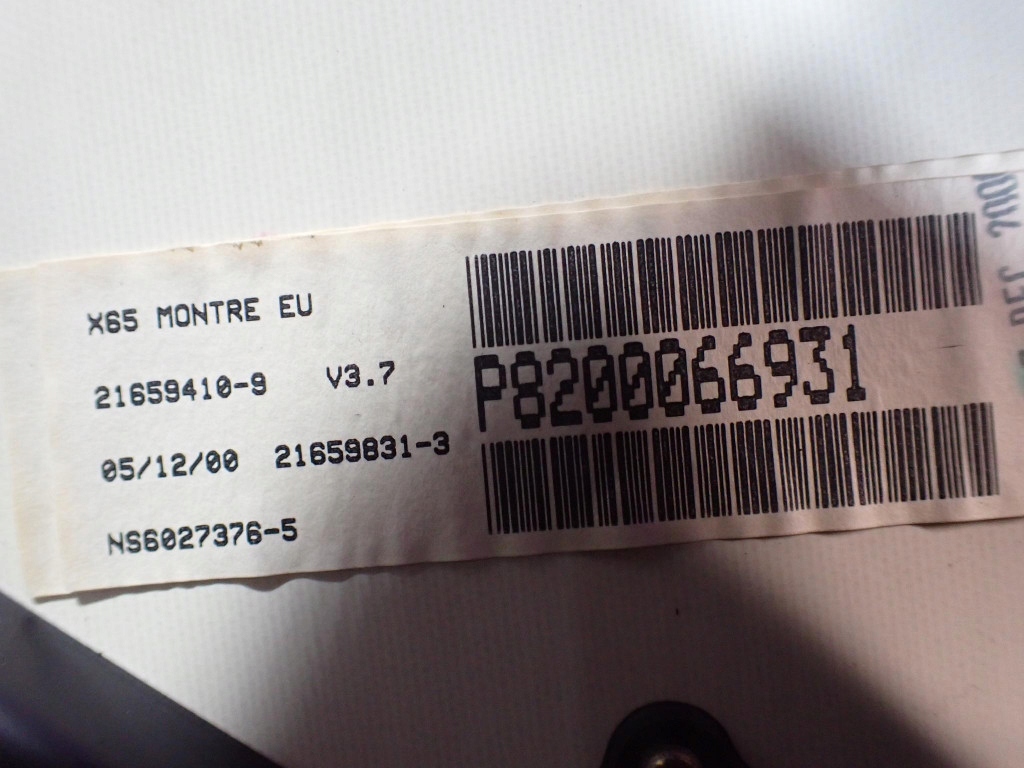 X65 MONTRE EU
21659410-9 V3.7
05/12/00 21659831-3
NS6027376-5
P8200066931